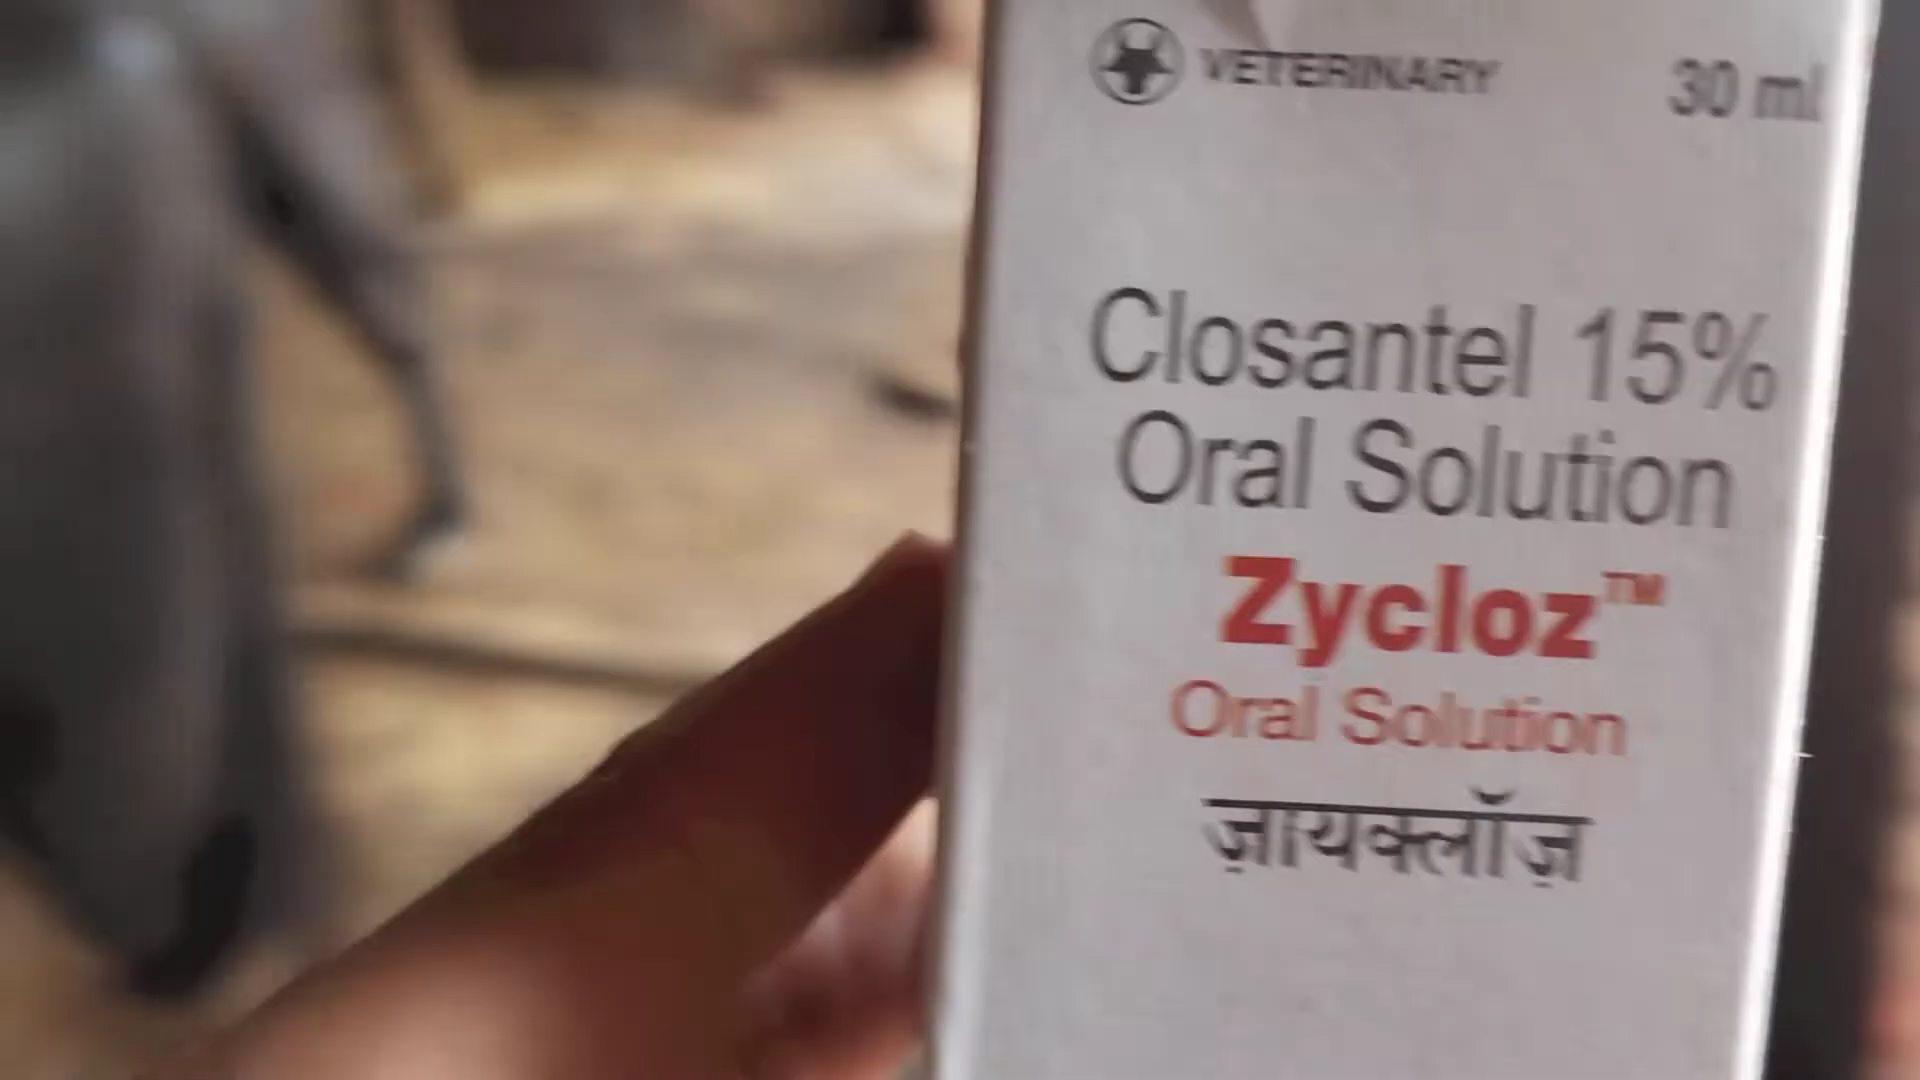 VETERINARY 30 ml
Closantel 15%
Oral Solution
Zycloz™
Oral Solution
ज़ायक्लॉज़